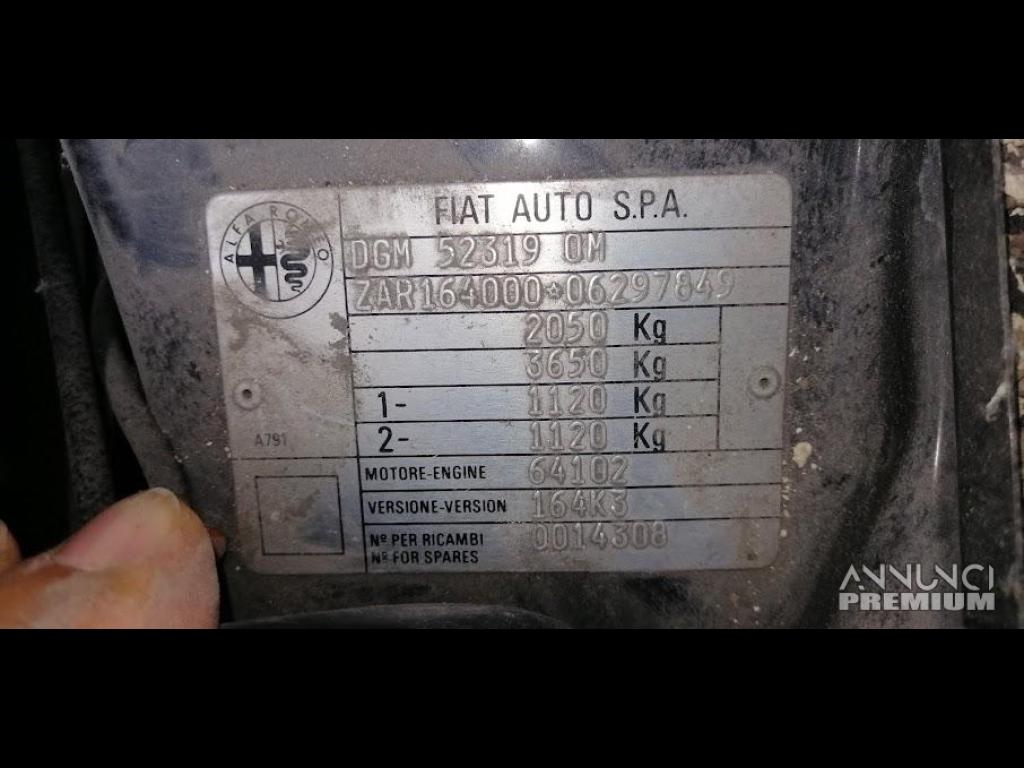 FIAT AUTO S.P.A.
ALFA ROMEO
DGM 52319 OM
ZAR164000*06297849
2050 Kg
3650 Kg
1- 1120 Kg
2- 1120 Kg
A791
MOTORE-ENGINE 64102
VERSIONE-VERSION 164K3
Nº PER RICAMBI 0014308
Nº FOR SPARES
ANNUNCI
PREMIUM